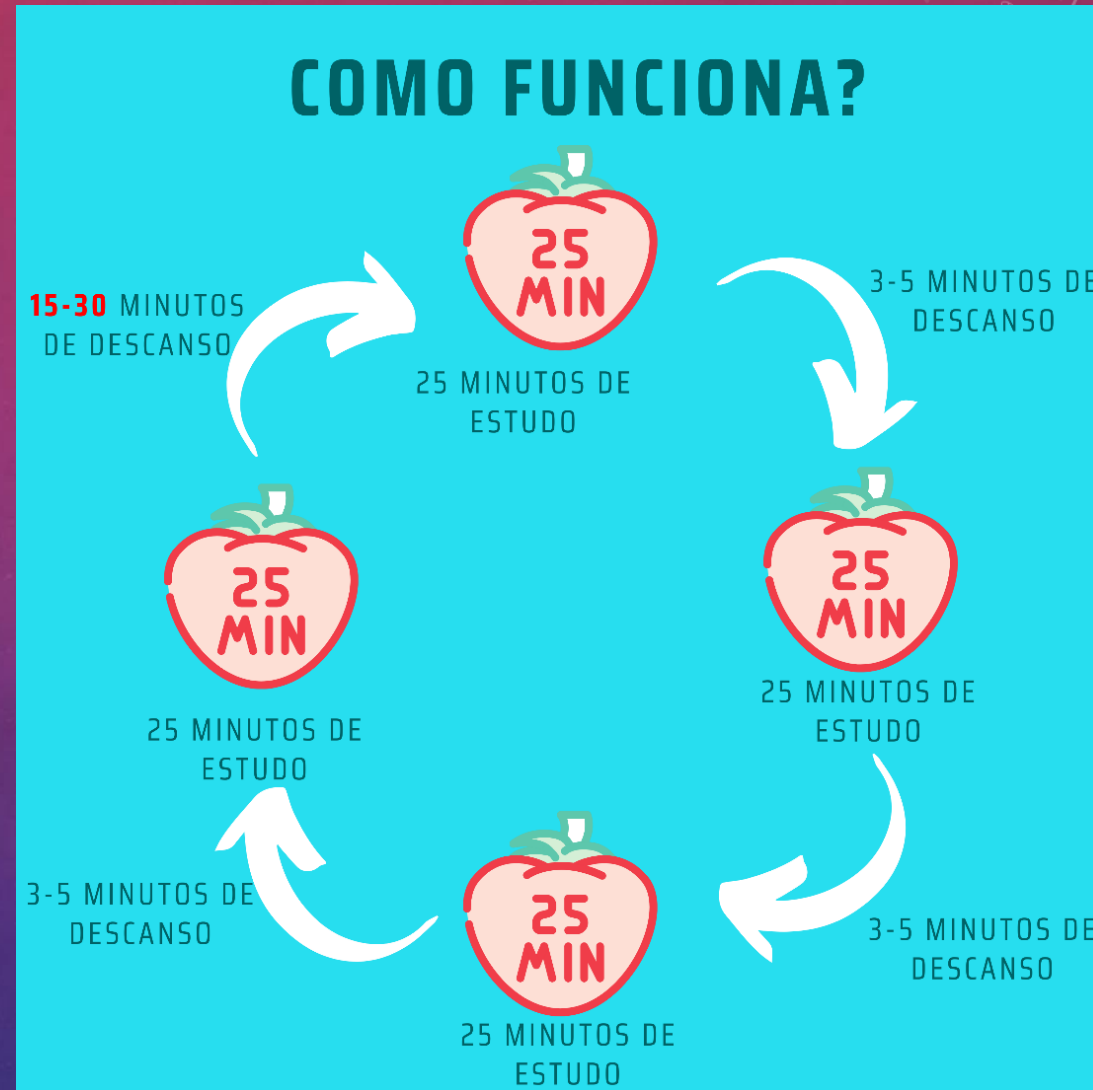 COMO FUNCIONA?
25
MIN
25 MINUTOS DE
ESTUDO
3-5 MINUTOS DE
DESCANSO
25
MIN
25 MINUTOS DE
ESTUDO
3-5 MINUTOS DE
DESCANSO
25
MIN
25 MINUTOS DE
ESTUDO
3-5 MINUTOS DE
DESCANSO
25
MIN
25 MINUTOS DE
ESTUDO
15-30 MINUTOS
DE DESCANSO